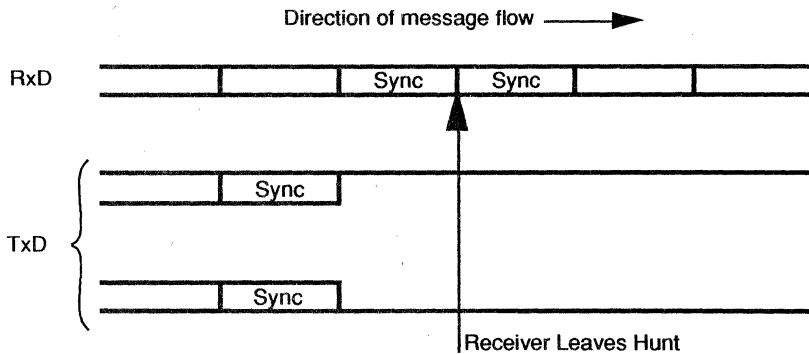 Direction of message flow
RxD
Sync
Sync
Sync
TxD
Sync
Receiver Leaves Hunt